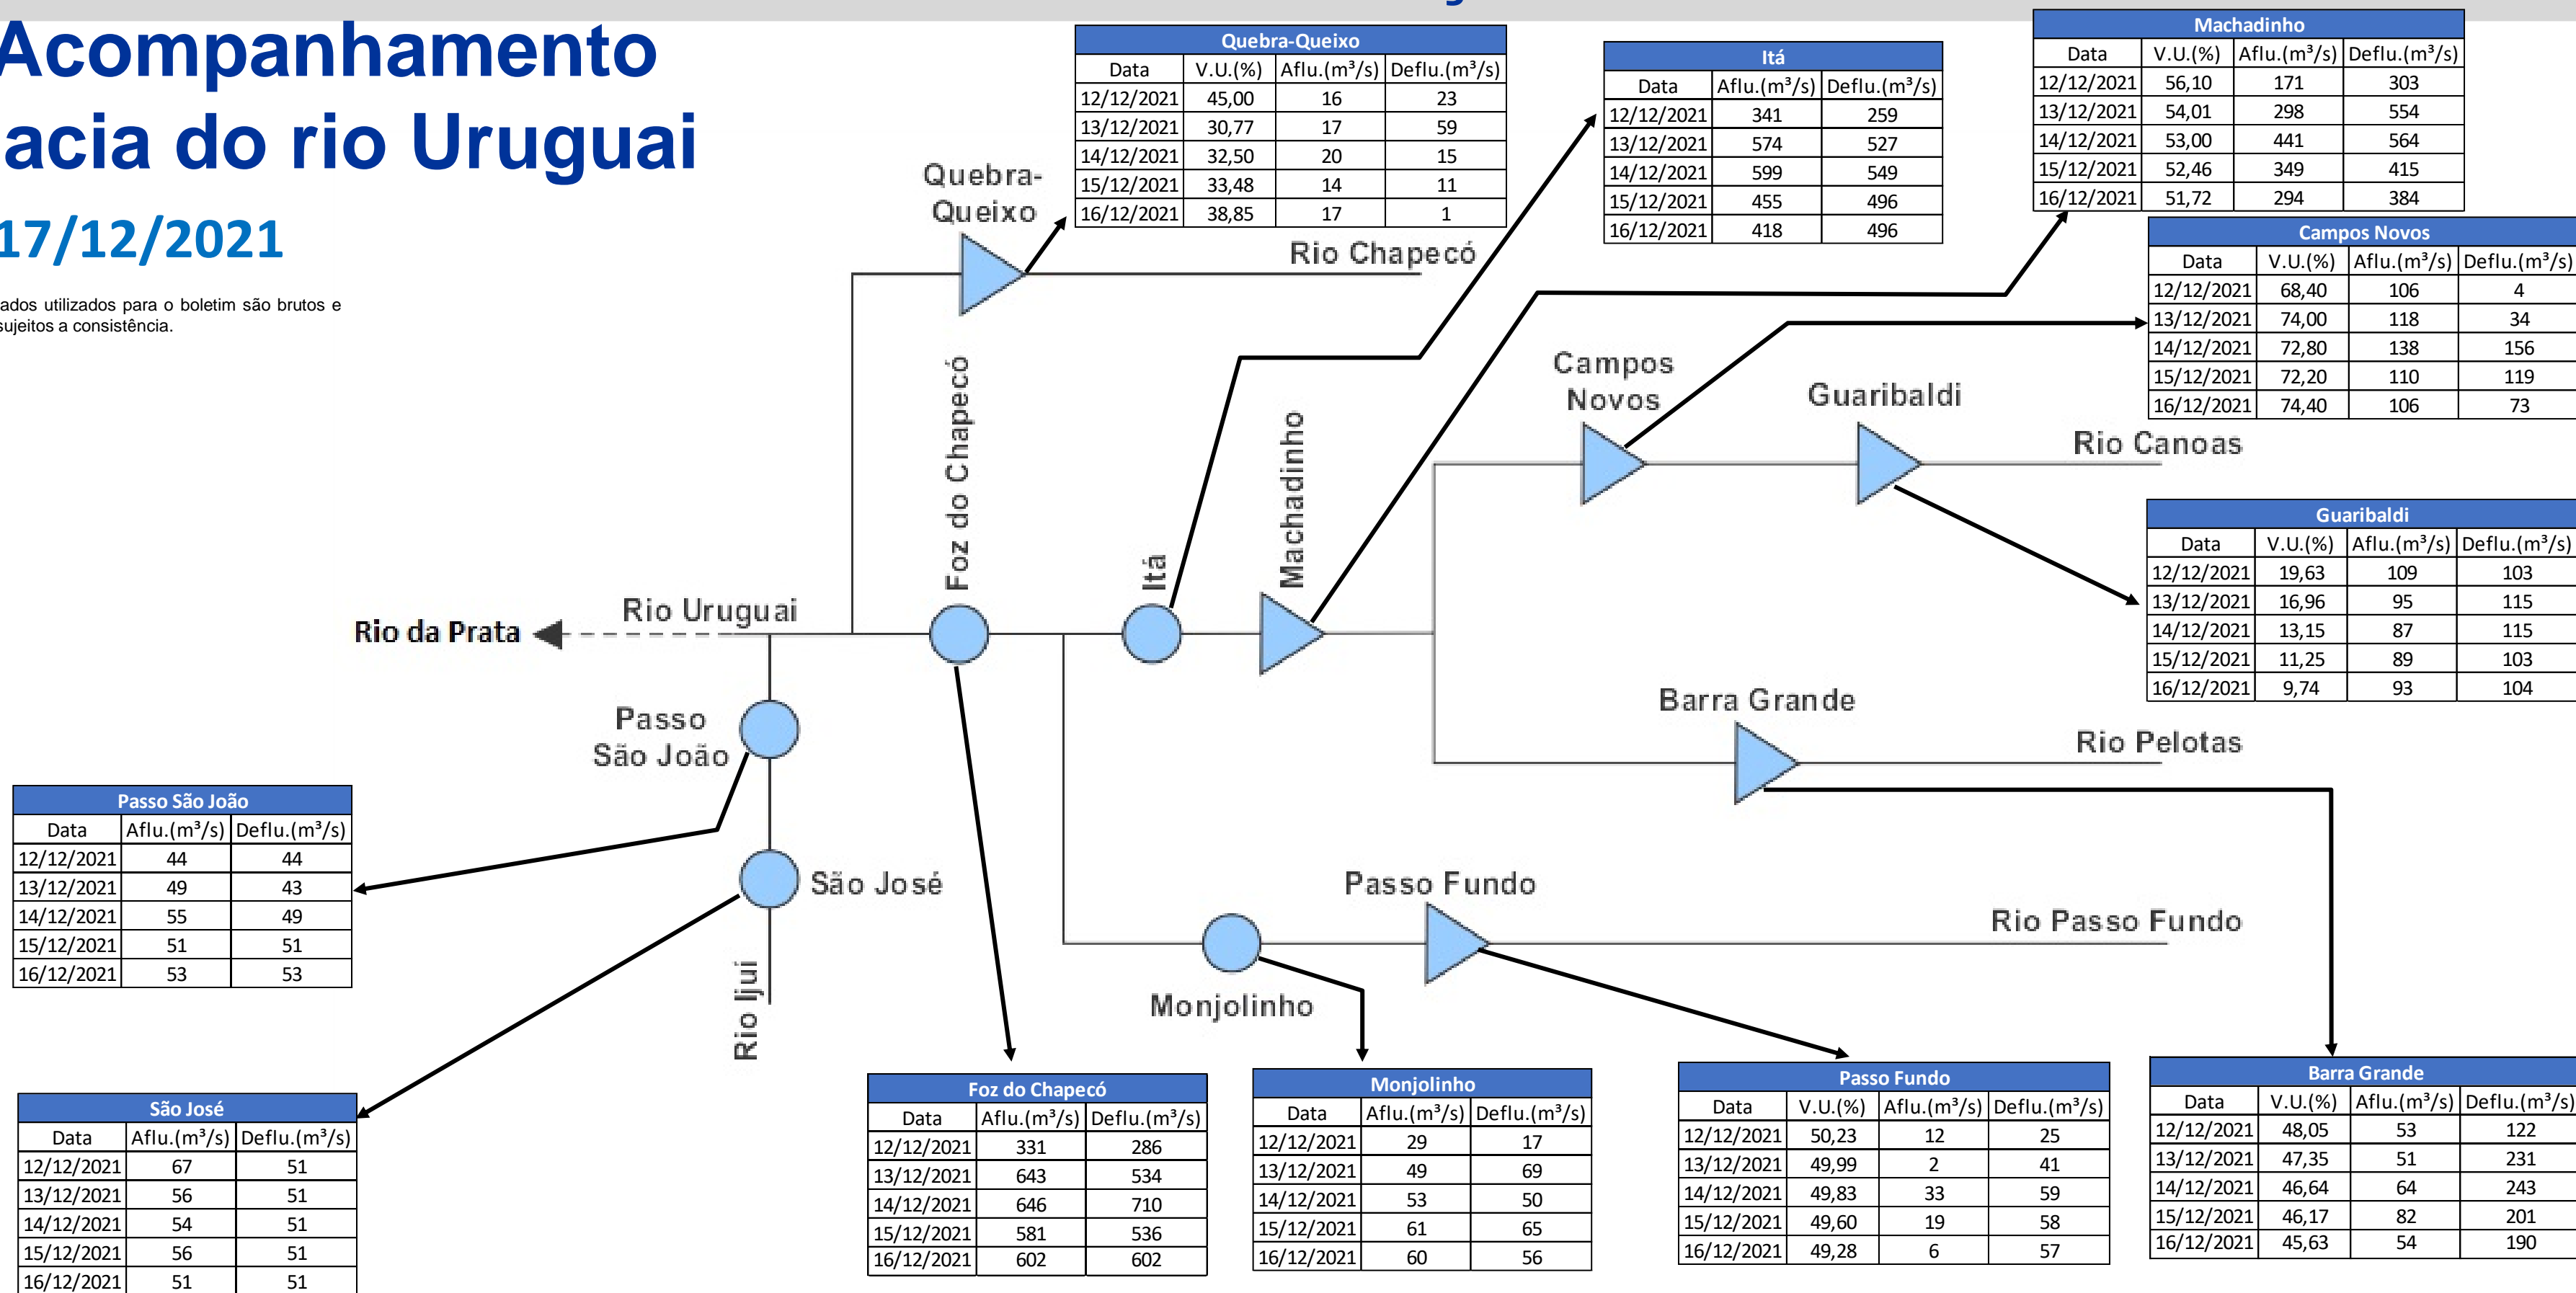 Acompanhamento
acia do rio Uruguai
17/12/2021
ados utilizados para o boletim são brutos e
sujeitos a consistência.
Quebra-Queixo
Data V.U.(%) Aflu.(m³/s) Deflu.(m³/s)
12/12/2021 45,00 16 23
13/12/2021 30,77 17 59
14/12/2021 32,50 20 15
15/12/2021 33,48 14 11
16/12/2021 38,85 17 1
Itá
Data Aflu.(m³/s) Deflu.(m³/s)
12/12/2021 341 259
13/12/2021 574 527
14/12/2021 599 549
15/12/2021 455 496
16/12/2021 418 496
Machadinho
Data V.U.(%) Aflu.(m³/s) Deflu.(m³/s)
12/12/2021 56,10 171 303
13/12/2021 54,01 298 554
14/12/2021 53,00 441 564
15/12/2021 52,46 349 415
16/12/2021 51,72 294 384
Campos Novos
Data V.U.(%) Aflu.(m³/s) Deflu.(m³/s)
12/12/2021 68,40 106 4
13/12/2021 74,00 118 34
14/12/2021 72,80 138 156
15/12/2021 72,20 110 119
16/12/2021 74,40 106 73
Guaribaldi
Data V.U.(%) Aflu.(m³/s) Deflu.(m³/s)
12/12/2021 19,63 109 103
13/12/2021 16,96 95 115
14/12/2021 13,15 87 115
15/12/2021 11,25 89 103
16/12/2021 9,74 93 104
Quebra-
Queixo
Rio Chapecó
Foz do Chapecó
Itá
Machadinho
Campos
Novos
Guaribaldi
Rio Canoas
Rio da Prata
Rio Uruguai
Barra Grande
Rio Pelotas
Passo
São João
São José
Rio Ijuí
Passo Fundo
Rio Passo Fundo
Monjolinho
Passo São João
Data Aflu.(m³/s) Deflu.(m³/s)
12/12/2021 44 44
13/12/2021 49 43
14/12/2021 55 49
15/12/2021 51 51
16/12/2021 53 53
São José
Data Aflu.(m³/s) Deflu.(m³/s)
12/12/2021 67 51
13/12/2021 56 51
14/12/2021 54 51
15/12/2021 56 51
16/12/2021 51 51
Foz do Chapecó
Data Aflu.(m³/s) Deflu.(m³/s)
12/12/2021 331 286
13/12/2021 643 534
14/12/2021 646 710
15/12/2021 581 536
16/12/2021 602 602
Monjolinho
Data Aflu.(m³/s) Deflu.(m³/s)
12/12/2021 29 17
13/12/2021 49 69
14/12/2021 53 50
15/12/2021 61 65
16/12/2021 60 56
Passo Fundo
Data V.U.(%) Aflu.(m³/s) Deflu.(m³/s)
12/12/2021 50,23 12 25
13/12/2021 49,99 2 41
14/12/2021 49,83 33 59
15/12/2021 49,60 19 58
16/12/2021 49,28 6 57
Barra Grande
Data V.U.(%) Aflu.(m³/s) Deflu.(m³/s)
12/12/2021 48,05 53 122
13/12/2021 47,35 51 231
14/12/2021 46,64 64 243
15/12/2021 46,17 82 201
16/12/2021 45,63 54 190